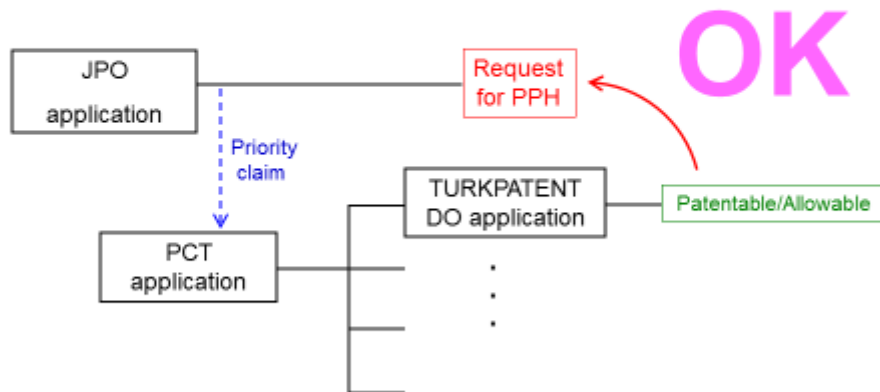 OK
JPO
application
Request
for PPH
Priority
claim
TURKPATENT
DO application
Patentable/Allowable
PCT
application